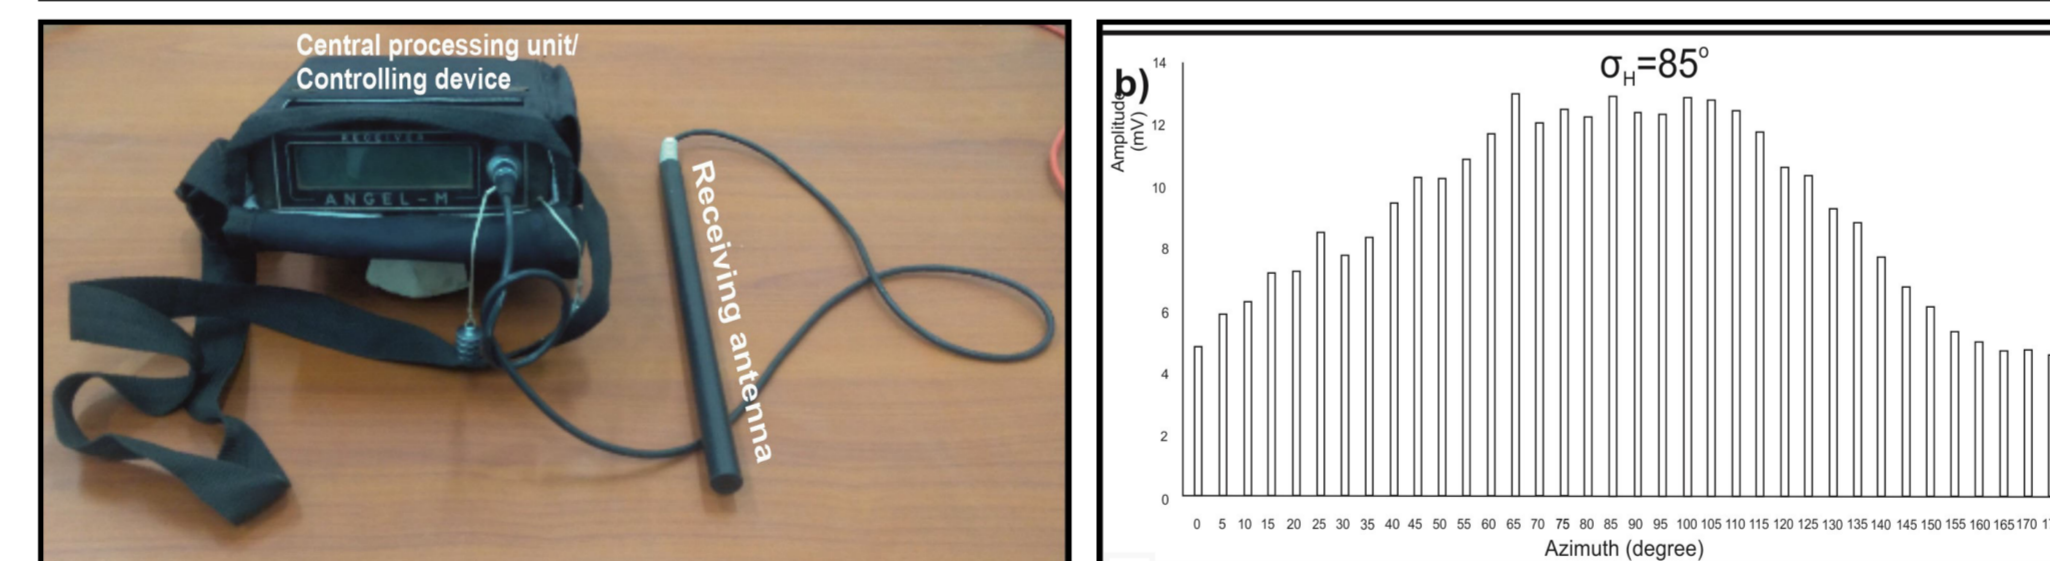 Central processing unit/
Controlling device
RECEIVER
ANGEL-M
Receiving antenna
b)
σH=85°
Amplitude
(mV)
14
12
10
8
6
4
2
0
0 5 10 15 20 25 30 35 40 45 50 55 60 65 70 75 80 85 90 95 100 105 110 115 120 125 130 135 140 145 150 155 160 165 170
Azimuth (degree)